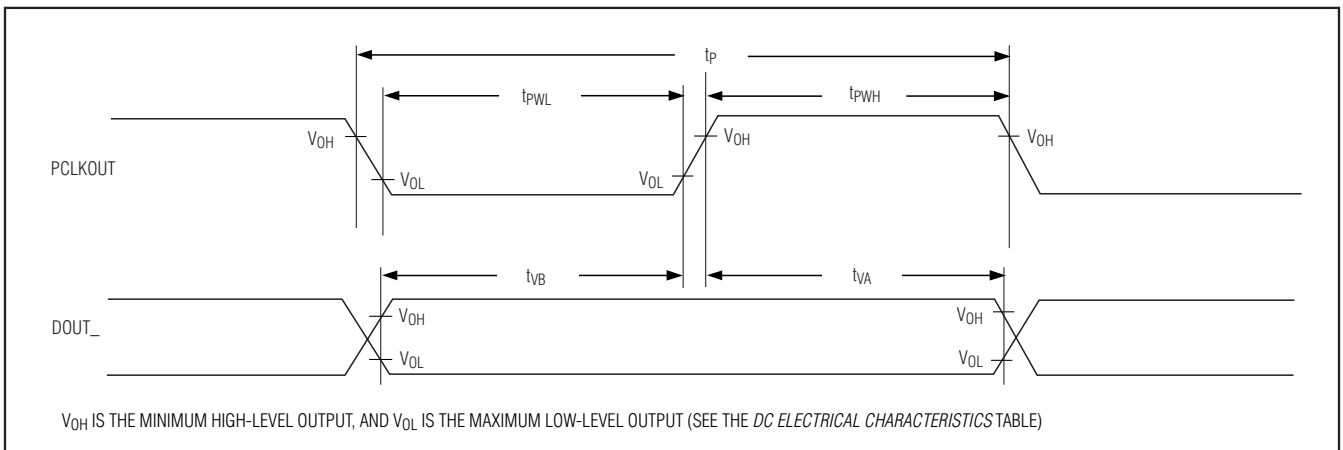 tP
tPWL
tPWH
VOH
VOH
VOH
PCLKOUT
VOL
VOL
tVB
tVA
DOUT_
VOH
VOH
VOL
VOL
VOH IS THE MINIMUM HIGH-LEVEL OUTPUT, AND VOL IS THE MAXIMUM LOW-LEVEL OUTPUT (SEE THE DC ELECTRICAL CHARACTERISTICS TABLE)